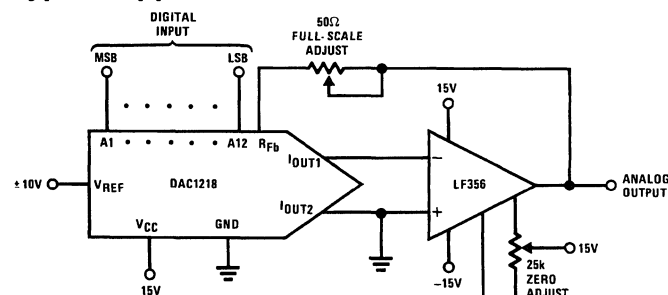 DIGITAL
INPUT
50Ω
FULL-SCALE
ADJUST
MSB
LSB
15V
A1
A12
RFb
IOUT1
−
ANALOG
OUTPUT
±10V
VREF
DAC1218
LF356
IOUT2
+
VCC
GND
15V
−15V
15V
25k
ZERO
ADJUST